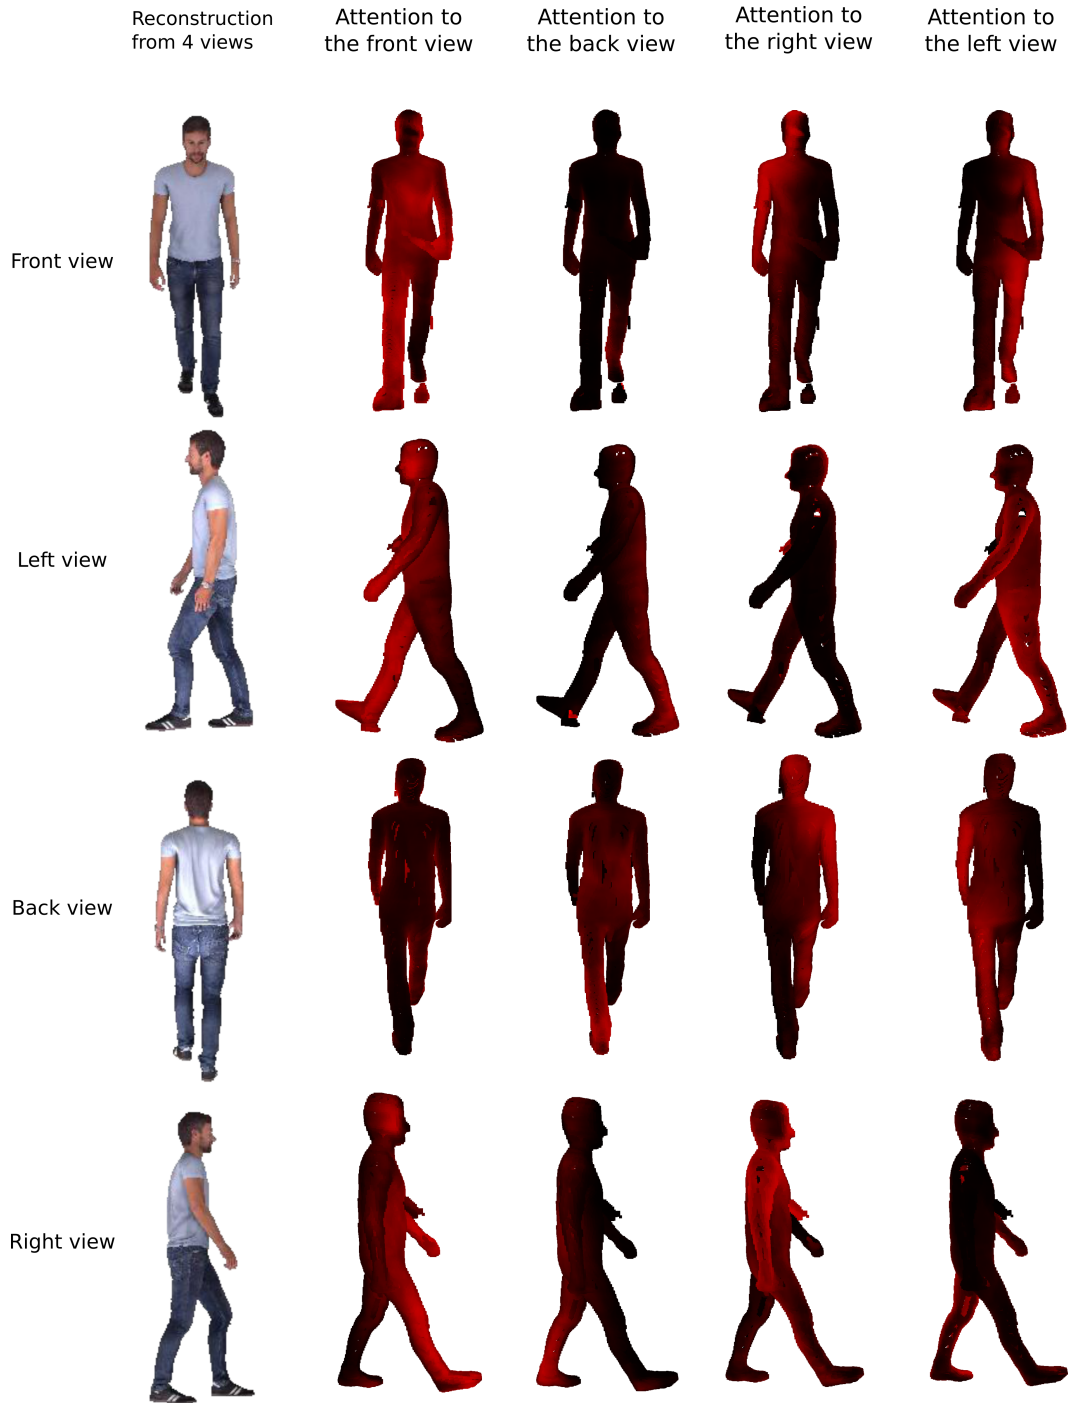 Reconstruction
from 4 views
Attention to
the front view
Attention to
the back view
Attention to
the right view
Attention to
the left view
Front view
Left view
Back view
Right view